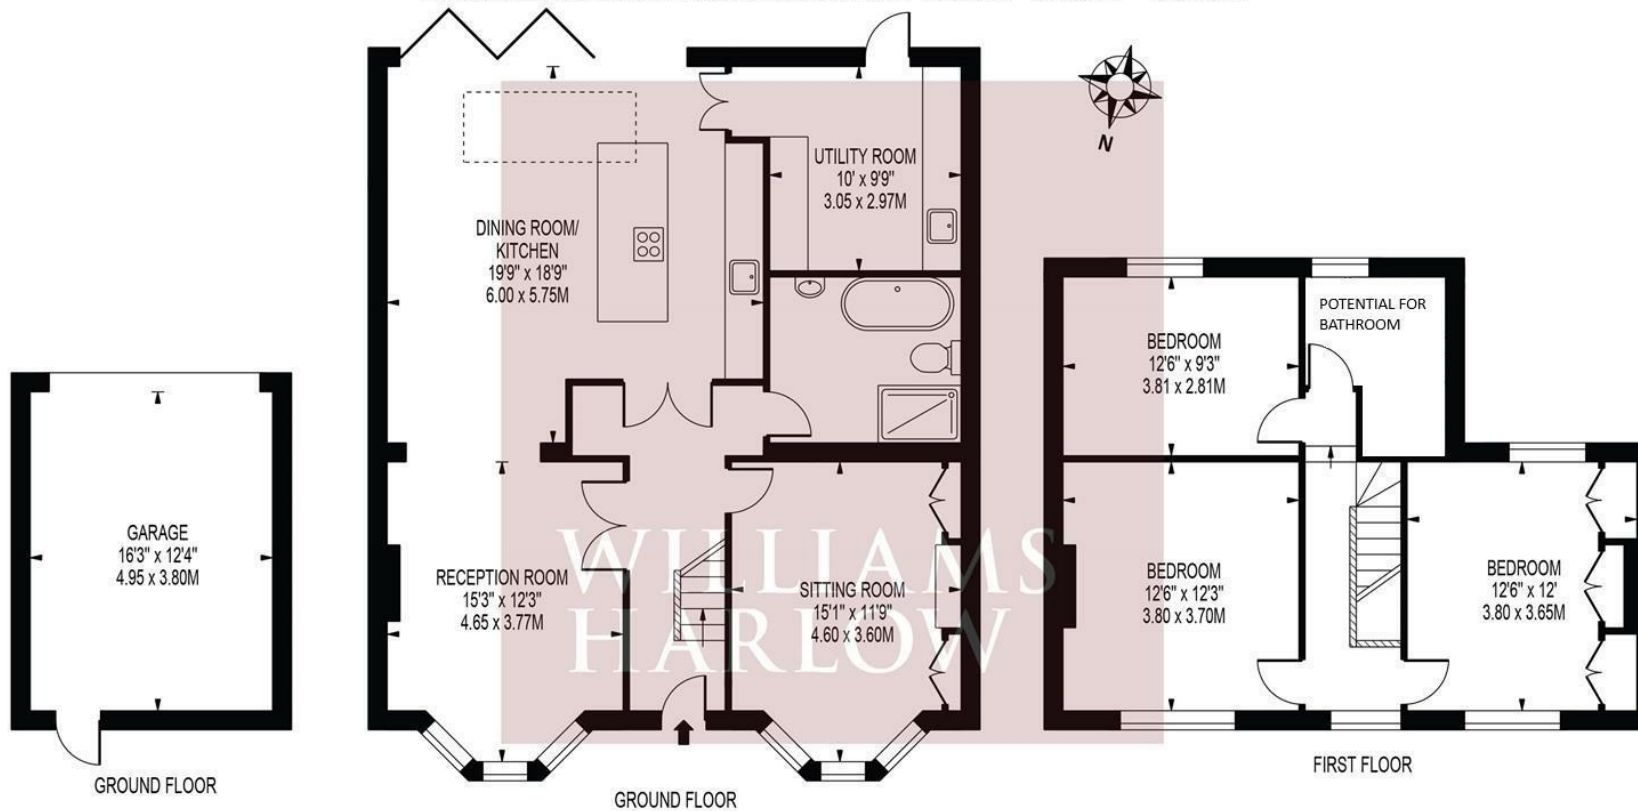 N
DINING ROOM/
KITCHEN
19'9" x 18'9"
6.00 x 5.75M
UTILITY ROOM
10' x 9'9"
3.05 x 2.97M
GARAGE
16'3" x 12'4"
4.95 x 3.80M
GROUND FLOOR
RECEPTION ROOM
15'3" x 12'3"
4.65 x 3.77M
SITTING ROOM
15'1" x 11'9"
4.60 x 3.60M
WILLIAMS
HARLOW
GROUND FLOOR
POTENTIAL FOR
BATHROOM
BEDROOM
12'6" x 9'3"
3.81 x 2.81M
BEDROOM
12'6" x 12'3"
3.80 x 3.70M
BEDROOM
12'6" x 12'
3.80 x 3.65M
FIRST FLOOR